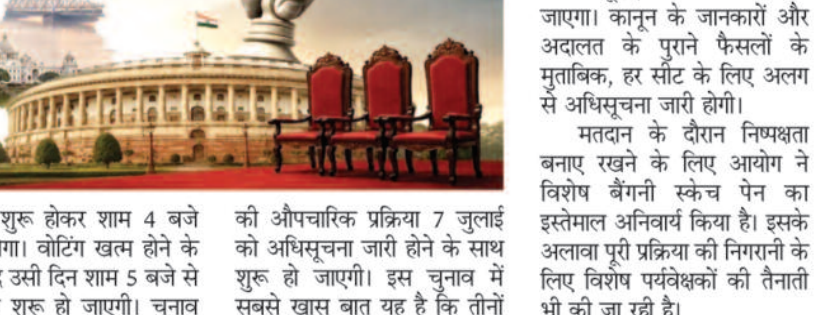 शुरू होकर शाम 4 बजे
वोटिंग खत्म होने के
उसी दिन शाम 5 बजे से
शुरू हो जाएगी। चुनाव
की औपचारिक प्रक्रिया 7 जुलाई
को अधिसूचना जारी होने के साथ
शुरू हो जाएगी। इस चुनाव में
सबसे खास बात यह है कि तीनों
जाएगा। कानून के जानकारों और
अदालत के पुराने फैसलों के
मुताबिक, हर सीट के लिए अलग
से अधिसूचना जारी होगी।
मतदान के दौरान निष्पक्षता
बनाए रखने के लिए आयोग ने
विशेष बैंगनी स्केच पेन का
इस्तेमाल अनिवार्य किया है। इसके
अलावा पूरी प्रक्रिया की निगरानी के
लिए विशेष पर्यवेक्षकों की तैनाती
भी की जा रही है।